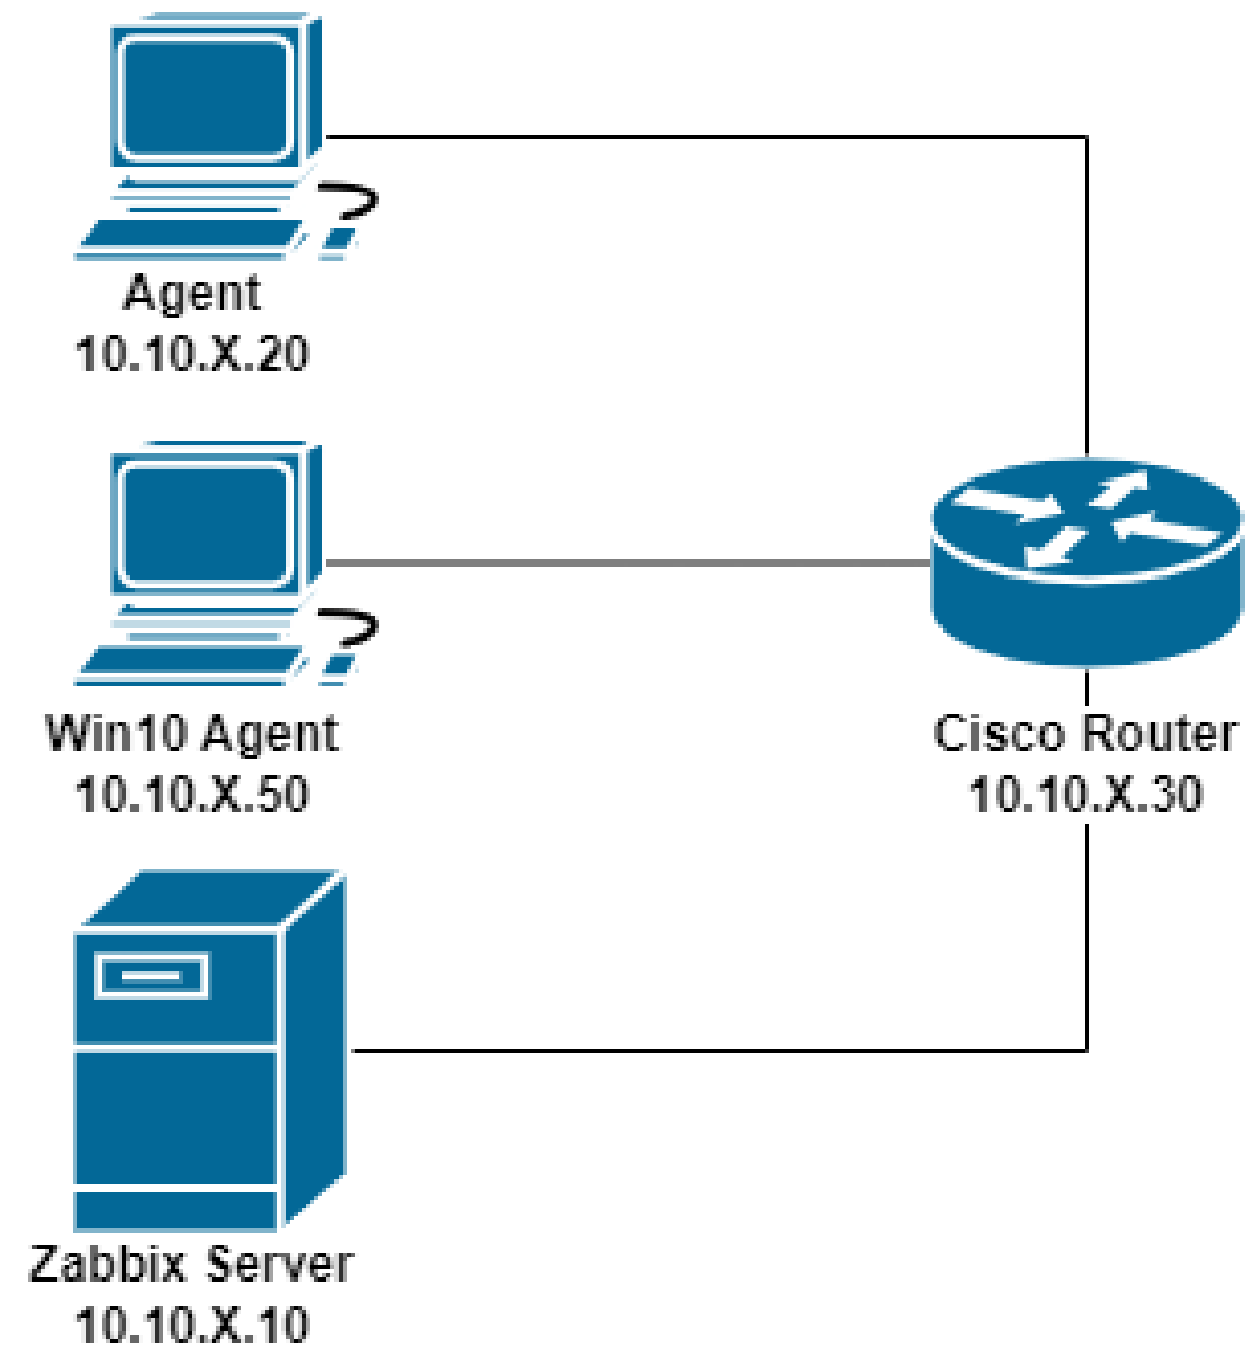 Agent
10.10.X.20
Win10 Agent
10.10.X.50
Cisco Router
10.10.X.30
Zabbix Server
10.10.X.10